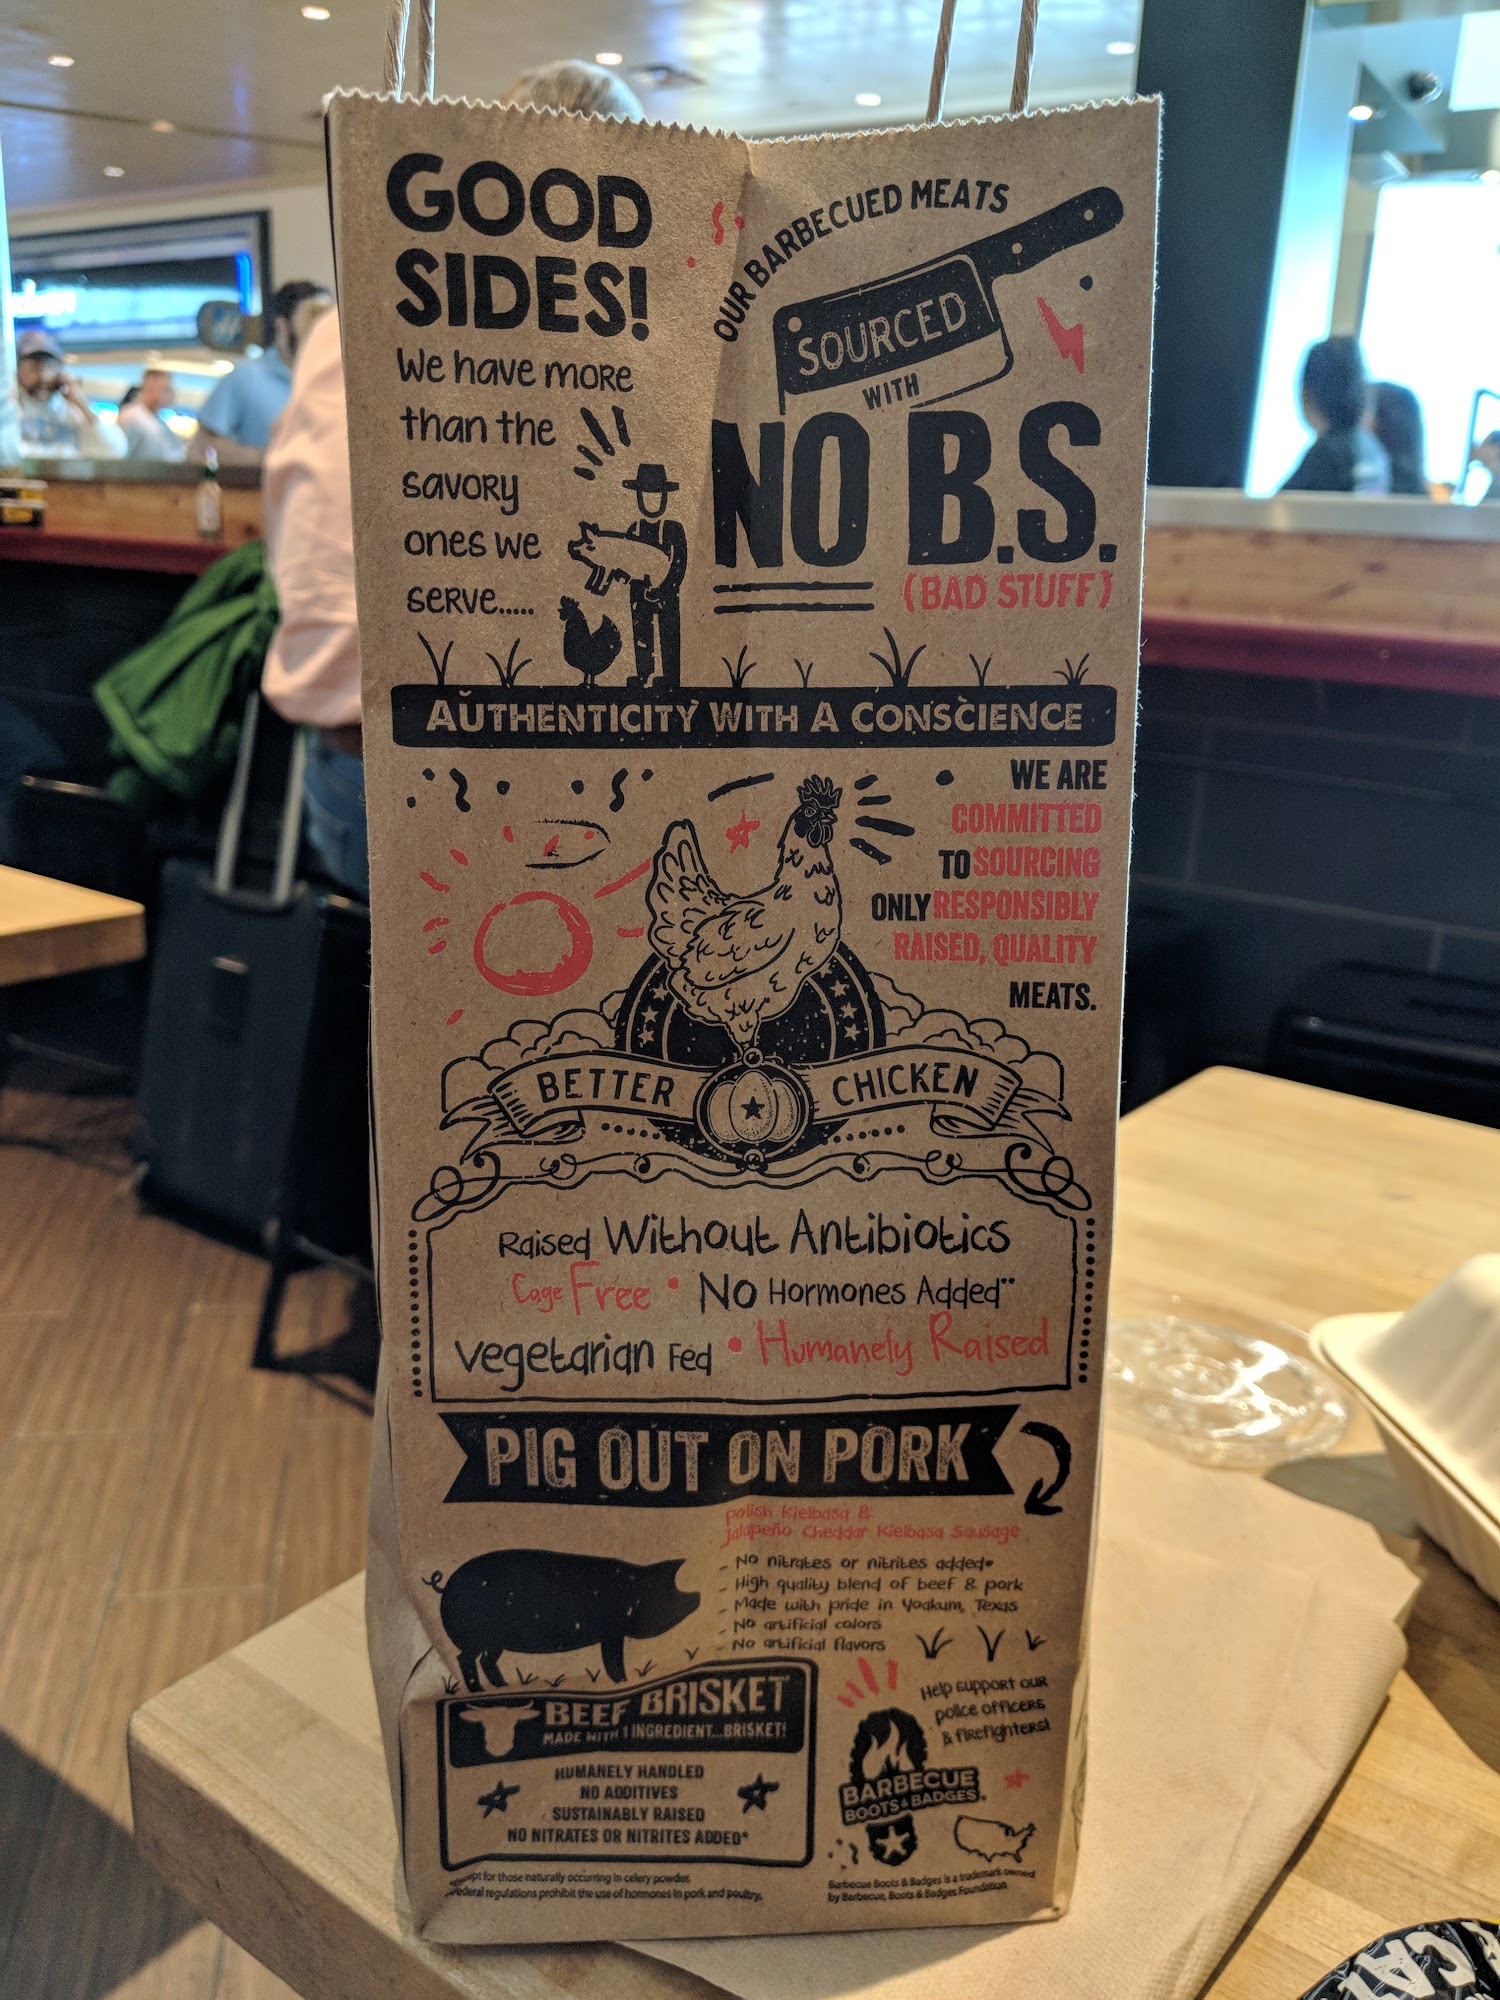 GOOD
SIDES!
We have more
than the
savory
ones we
serve.....
OUR BARBECUED MEATS
SOURCED
WITH
NO B.S.
(BAD STUFF)
AUTHENTICITY WITH A CONSCIENCE
WE ARE
COMMITTED
TO SOURCING
ONLY RESPONSIBLY
RAISED, QUALITY
MEATS.
BETTER CHICKEN
Raised Without Antibiotics
Cage Free • No Hormones Added**
Vegetarian Fed • Humanely Raised
PIG OUT ON PORK
polish Kielbasa &
Jalapeño Cheddar Kielbasa Sausage
- No nitrates or nitrites added*
- High quality blend of beef & pork
- Made with pride in Yoakum, Texas
- No artificial colors
- No artificial flavors
BEEF BRISKET
MADE WITH 1 INGREDIENT...BRISKET!
HUMANELY HANDLED
NO ADDITIVES
SUSTAINABLY RAISED
NO NITRATES OR NITRITES ADDED*
for those naturally occurring in celery powder.
regulations prohibit the use of hormones in pork and poultry.
Help support our
police officers
& firefighters!
BARBECUE
BOOTS & BADGES
Barbecue Boots & Badges is a trademark owned
by Barbecue, Boots & Badges Foundation.